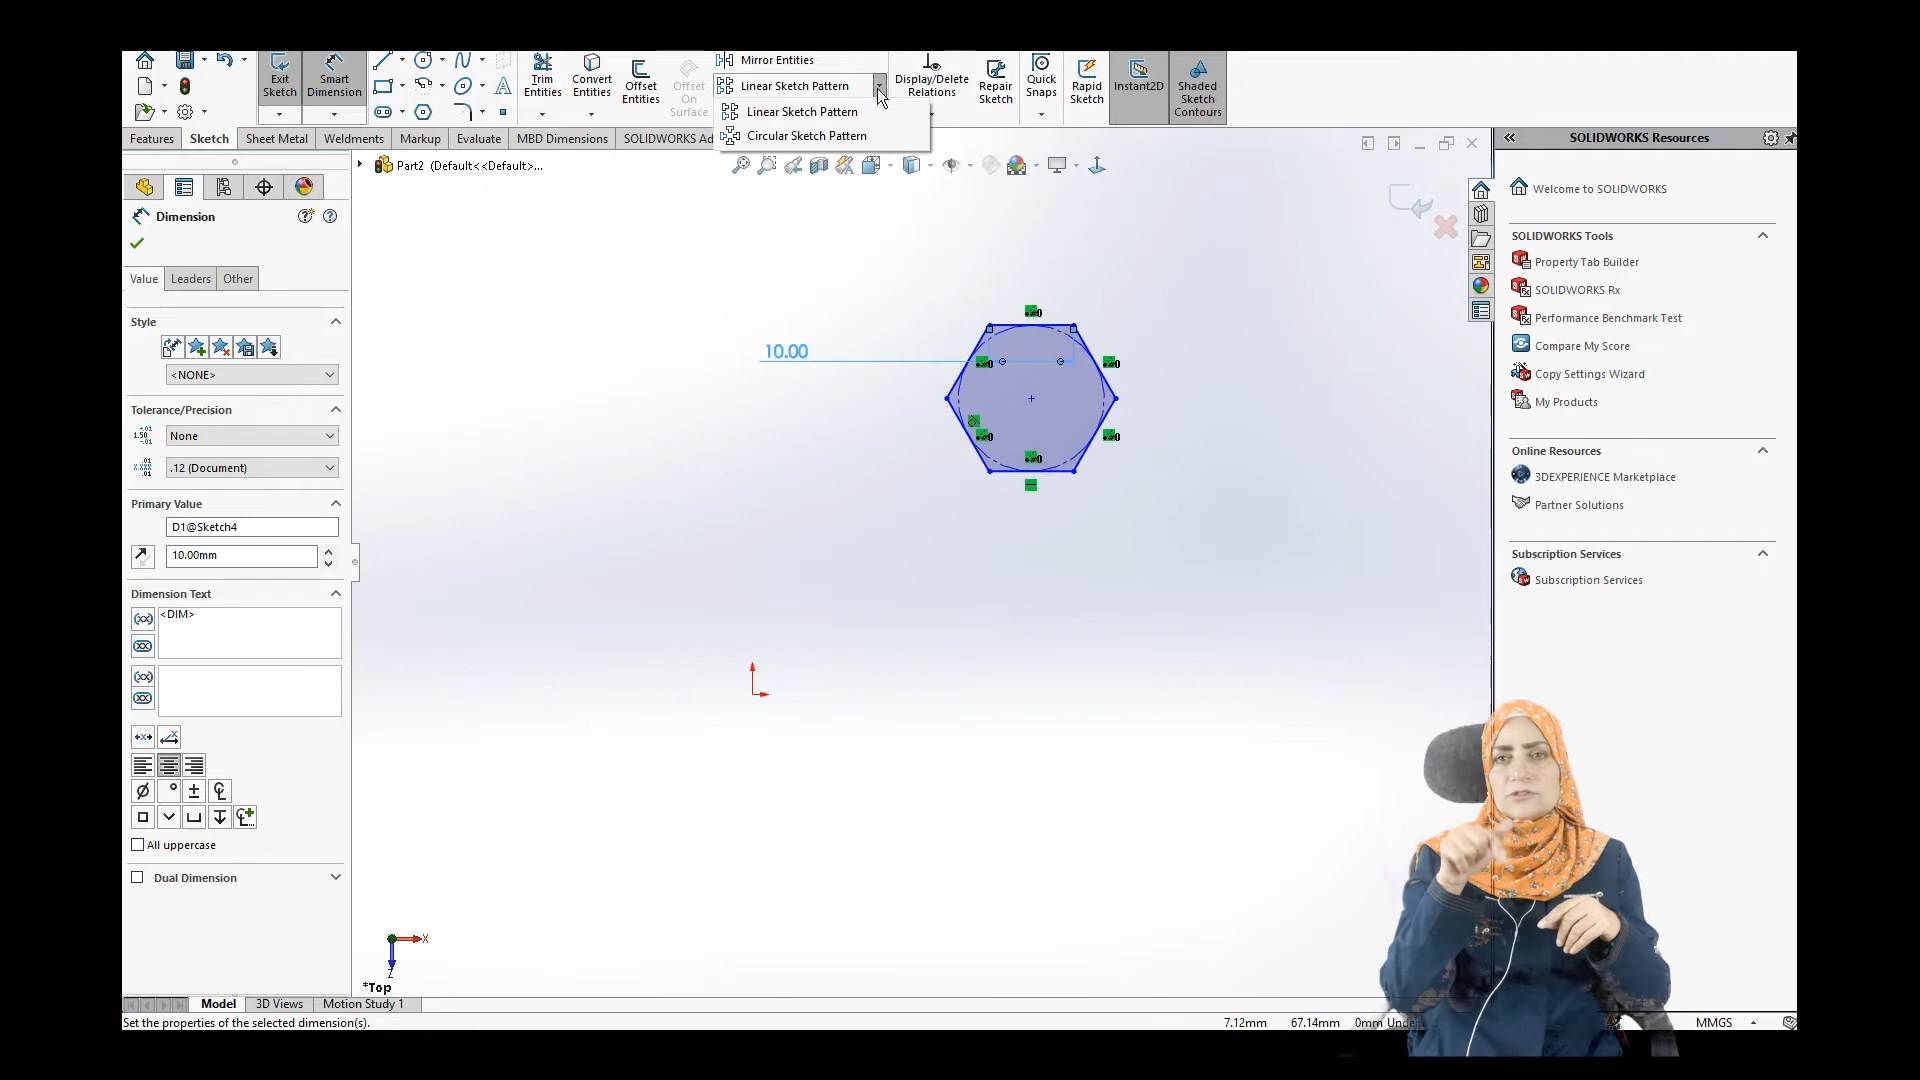 Exit Sketch
Smart Dimension
Trim Entities
Convert Entities
Offset Entities
Offset On Surface
Mirror Entities
Linear Sketch Pattern
Linear Sketch Pattern
Circular Sketch Pattern
Display/Delete Relations
Repair Sketch
Quick Snaps
Rapid Sketch
Instant2D
Shaded Sketch Contours
Features
Sketch
Sheet Metal
Weldments
Markup
Evaluate
MBD Dimensions
SOLIDWORKS Ad
Part2 (Default<<Default>...
Dimension
Value
Leaders
Other
Style
<NONE>
Tolerance/Precision
None
.12 (Document)
Primary Value
D1@Sketch4
10.00mm
Dimension Text
<DIM>
All uppercase
Dual Dimension
10.00
X
Z
*Top
Model
3D Views
Motion Study 1
Set the properties of the selected dimension(s).
7.12mm
67.14mm
0mm
MMGS
SOLIDWORKS Resources
Welcome to SOLIDWORKS
SOLIDWORKS Tools
Property Tab Builder
SOLIDWORKS Rx
Performance Benchmark Test
Compare My Score
Copy Settings Wizard
My Products
Online Resources
3DEXPERIENCE Marketplace
Partner Solutions
Subscription Services
Subscription Services